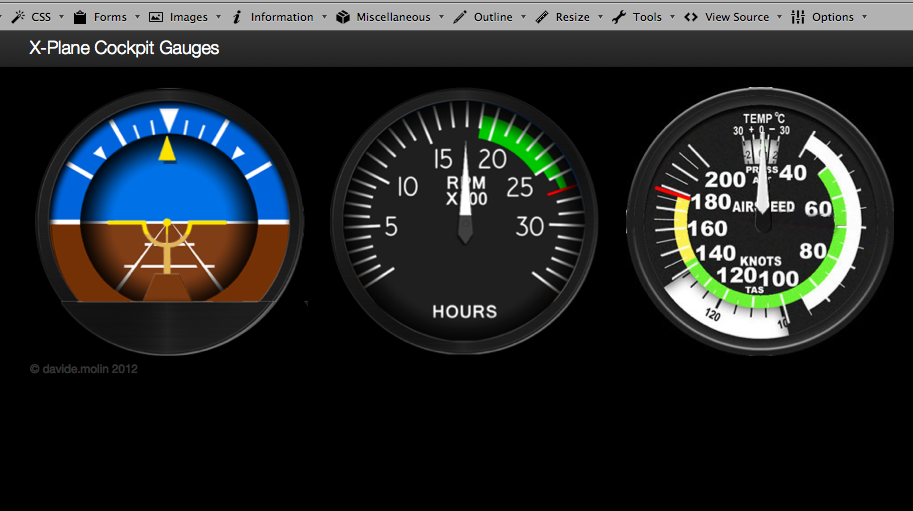 CSS Forms Images Information Miscellaneous Outline Resize Tools View Source Options
X-Plane Cockpit Gauges
15 20
10 25
5 30
RPM
X100
HOURS
TEMP °C
30 + 0 - 30
200 40
AIRSPEED
180 60
160
140 80
KNOTS
120 100
TAS
120
© davide.molin 2012